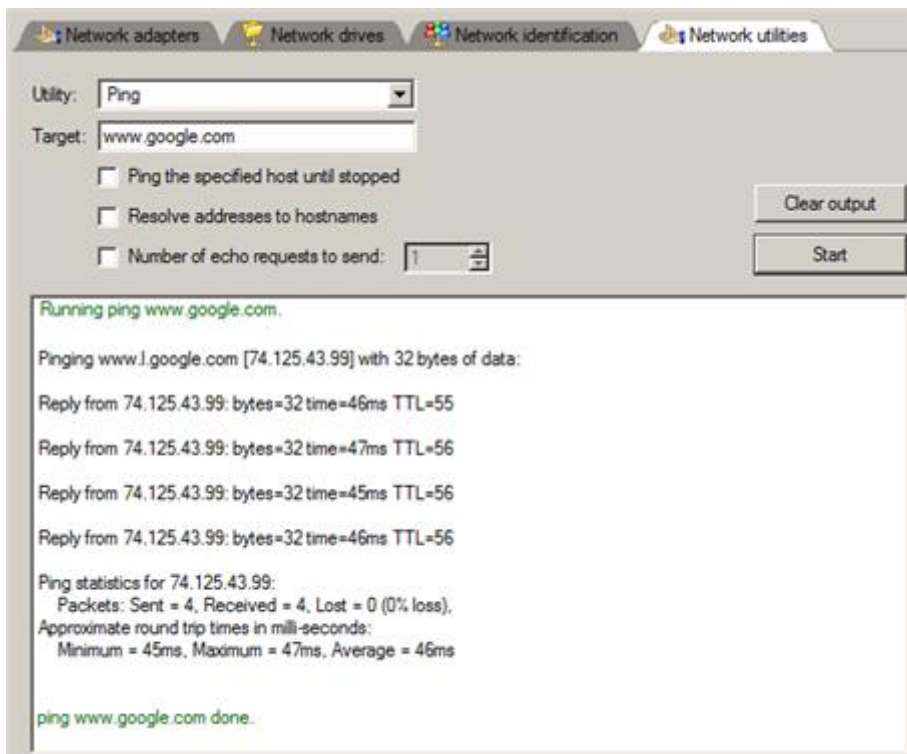 Network adapters
Network drives
Network identification
Network utilities
Utility: Ping
Target: www.google.com
Ping the specified host until stopped
Resolve addresses to hostnames
Number of echo requests to send: 1
Clear output
Start
Running ping www.google.com.
Pinging www.l.google.com [74.125.43.99] with 32 bytes of data:
Reply from 74.125.43.99: bytes=32 time=46ms TTL=55
Reply from 74.125.43.99: bytes=32 time=47ms TTL=56
Reply from 74.125.43.99: bytes=32 time=45ms TTL=56
Reply from 74.125.43.99: bytes=32 time=46ms TTL=56
Ping statistics for 74.125.43.99:
Packets: Sent = 4, Received = 4, Lost = 0 (0% loss),
Approximate round trip times in milli-seconds:
Minimum = 45ms, Maximum = 47ms, Average = 46ms
ping www.google.com done.